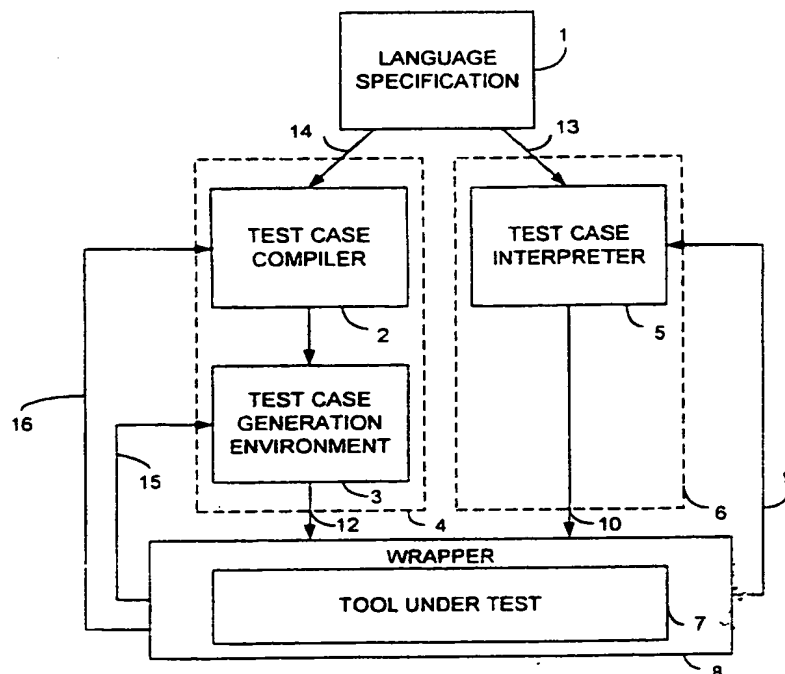 1
LANGUAGE
SPECIFICATION
14
13
TEST CASE
COMPILER
TEST CASE
INTERPRETER
2
5
TEST CASE
GENERATION
ENVIRONMENT
16
15
3
12
4
10
6
WRAPPER
TOOL UNDER TEST
7
8